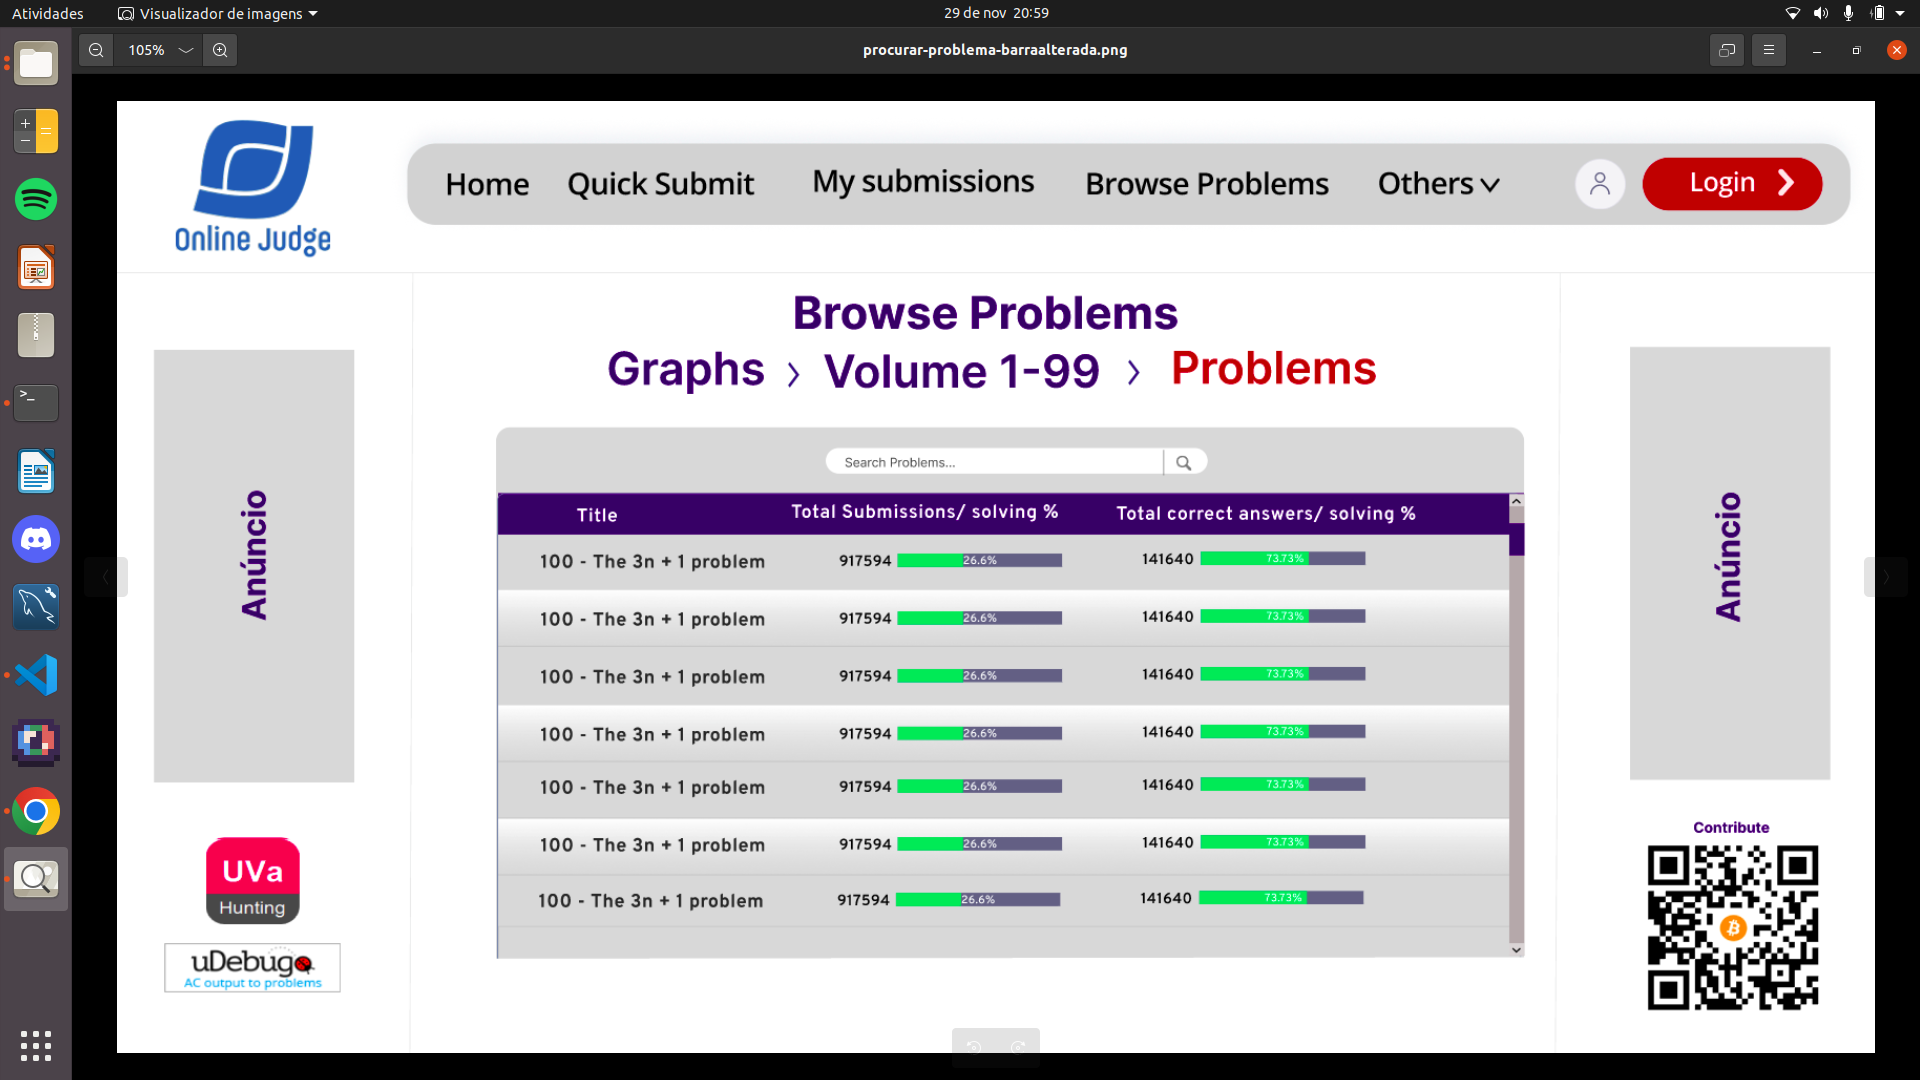 Atividades
Visualizador de imagens
29 de nov 20:59
105%
procurar-problema-barraalterada.png
Online Judge
Home
Quick Submit
My submissions
Browse Problems
Others
Login
Browse Problems
Graphs › Volume 1-99 › Problems
Anúncio
Search Problems...
Title
Total Submissions/ solving %
Total correct answers/ solving %
100 - The 3n + 1 problem 917594 26.6% 141640 73.73%
100 - The 3n + 1 problem 917594 26.6% 141640 73.73%
100 - The 3n + 1 problem 917594 26.6% 141640 73.73%
100 - The 3n + 1 problem 917594 26.6% 141640 73.73%
100 - The 3n + 1 problem 917594 26.6% 141640 73.73%
100 - The 3n + 1 problem 917594 26.6% 141640 73.73%
100 - The 3n + 1 problem 917594 26.6% 141640 73.73%
Anúncio
UVa
Hunting
uDebug
AC output to problems
Contribute